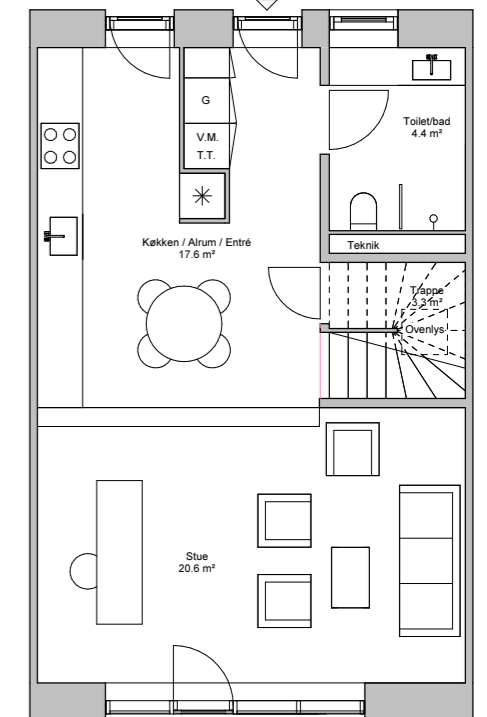 G
V.M.
T.T.
Toilet/bad
4.4 m²
Køkken / Alrum / Entré
17.6 m²
Teknik
Trappe
3.3 m²
Ovenlys
Stue
20.6 m²